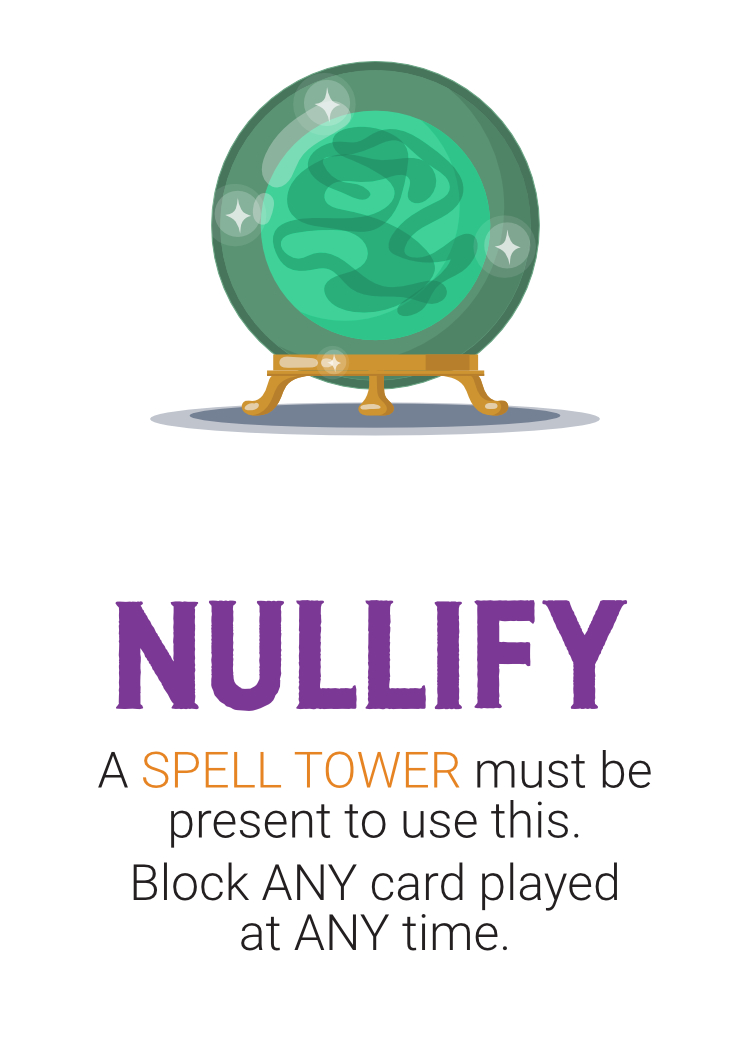 NULLIFY
A SPELL TOWER must be
present to use this.
Block ANY card played
at ANY time.